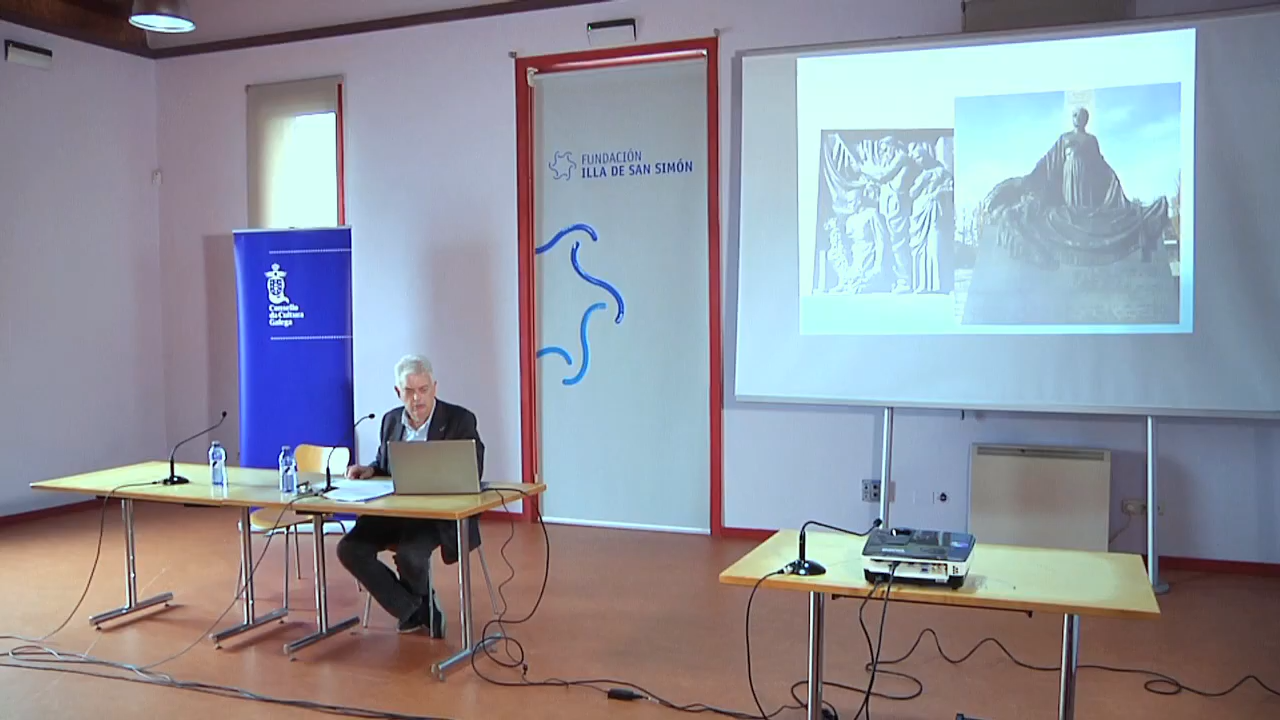 FUNDACIÓN
ILLA DE SAN SIMÓN
Consello
da Cultura
Galega